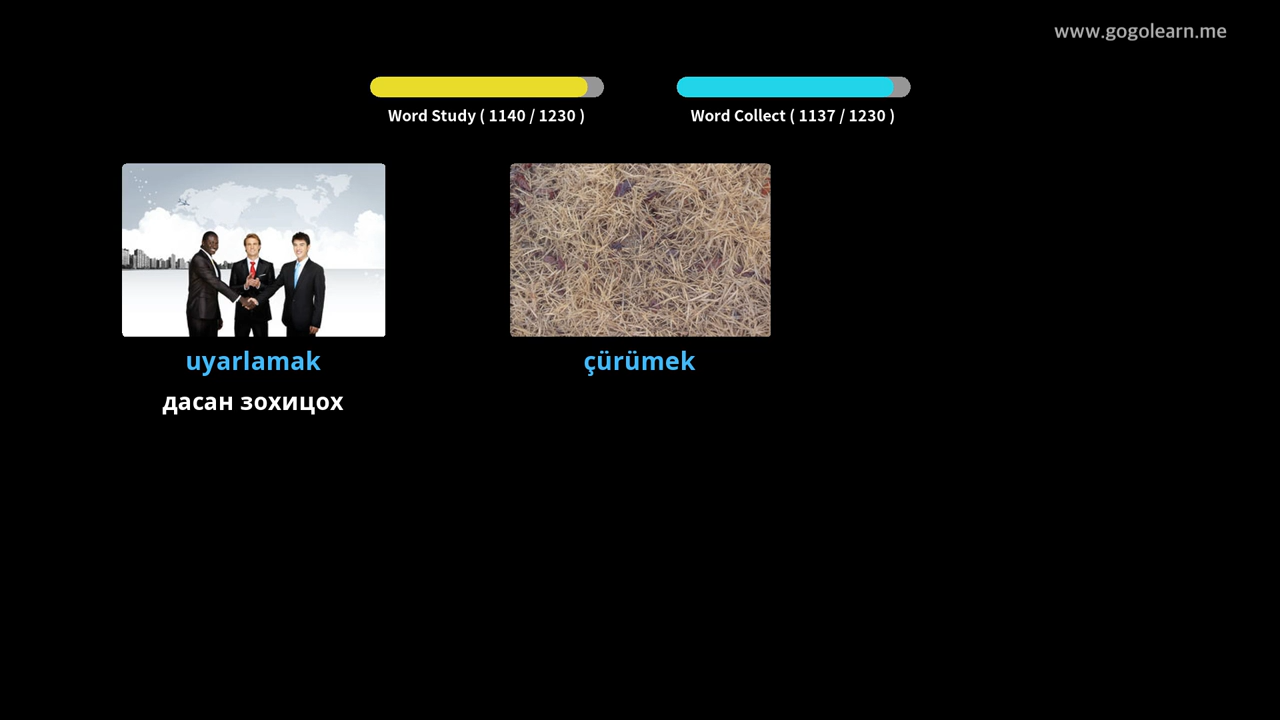 www.gogolearn.me
Word Study ( 1140 / 1230 )
Word Collect ( 1137 / 1230 )
uyarlamak
çürümek
дасан зохицох